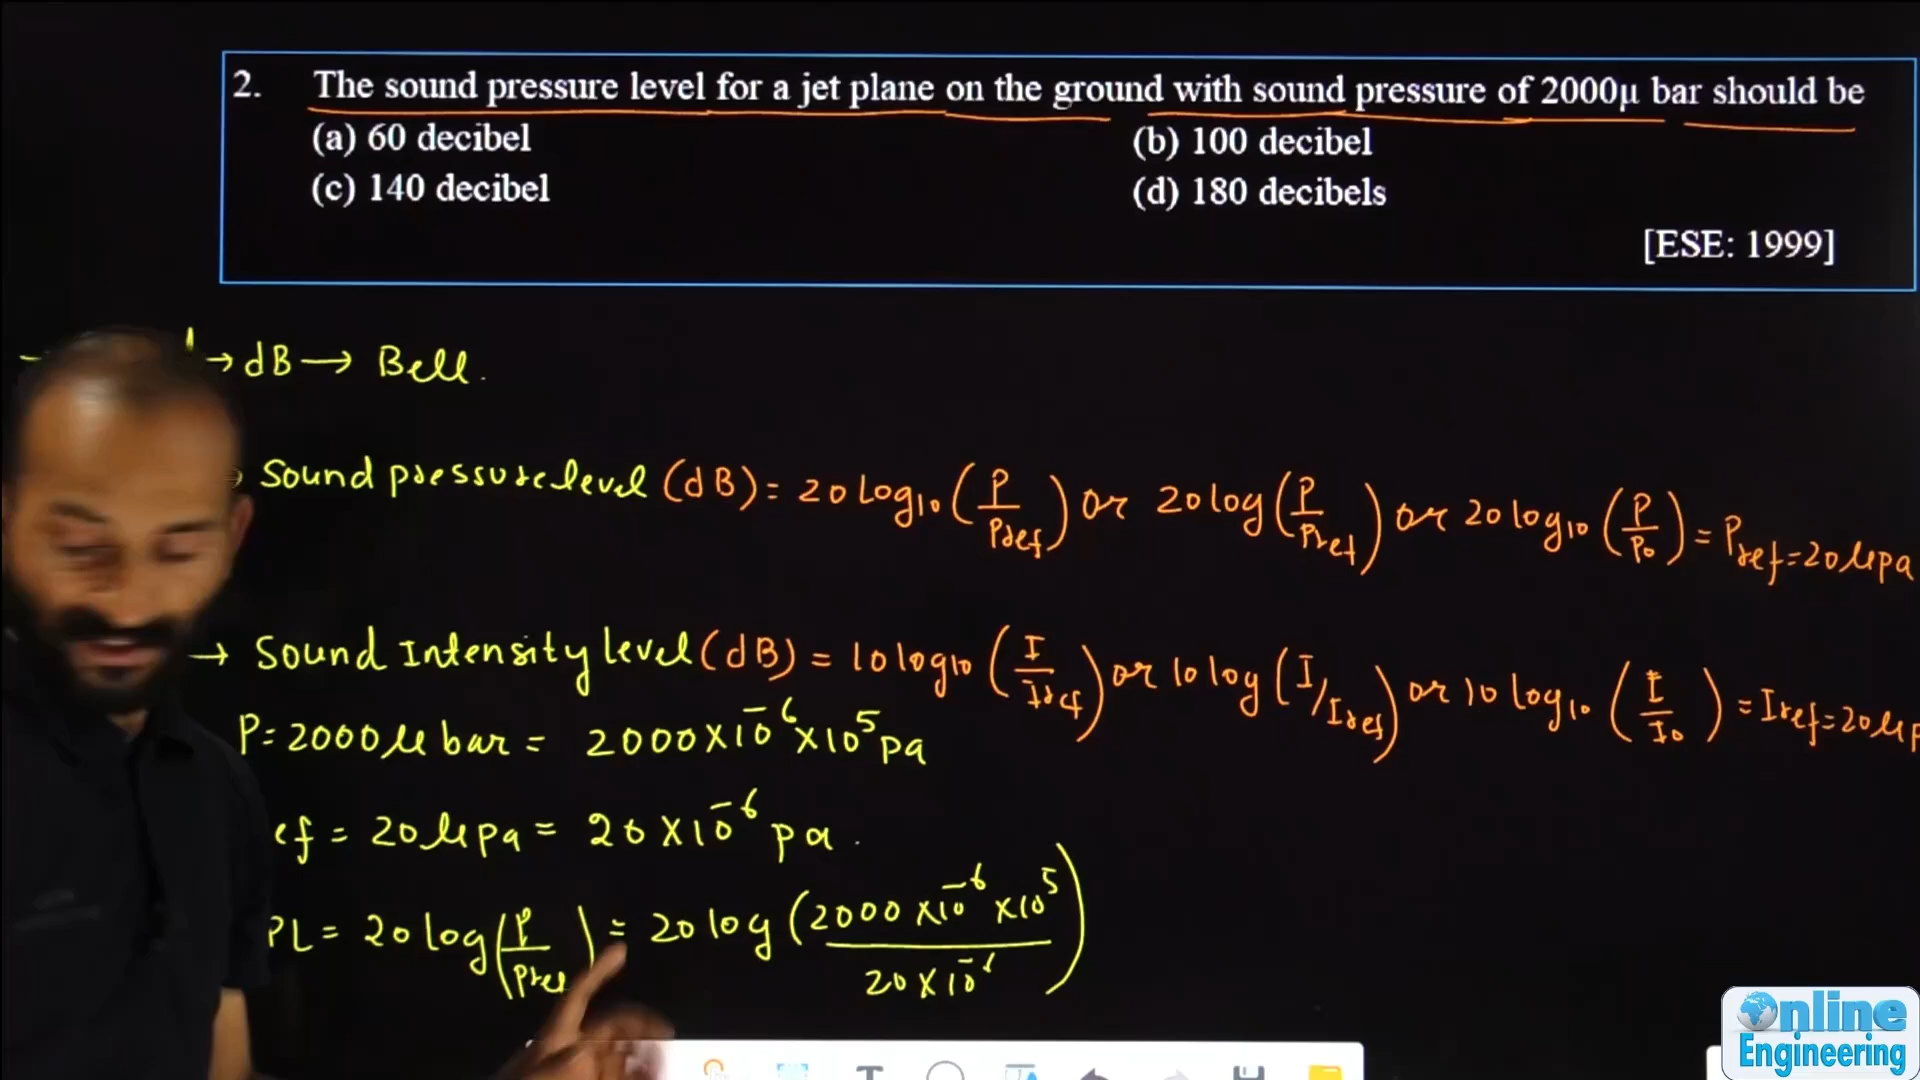 2. The sound pressure level for a jet plane on the ground with sound pressure of 2000μ bar should be
(a) 60 decibel (b) 100 decibel
(c) 140 decibel (d) 180 decibels
[ESE: 1999]
→ dB → Bell.
Sound pressure level (dB) = 20 Log₁₀ (P/Pref) or 20 log (P/Pref) or 20 log₁₀ (P/P₀) = Pref = 20 μpa
→ Sound Intensity level (dB) = 10 log₁₀ (I/Iref) or 10 log (I/Iref) or 10 log₁₀ (I/I₀) = Iref = 20 μp
P = 2000 μ bar = 2000 × 10⁻⁶ × 10⁵ pa
ef = 20 μpa = 20 × 10⁻⁶ pa.
PL = 20 log (P/Pre) = 20 log (2000 × 10⁻⁶ × 10⁵ / 20 × 10⁻⁶)
Online
Engineering